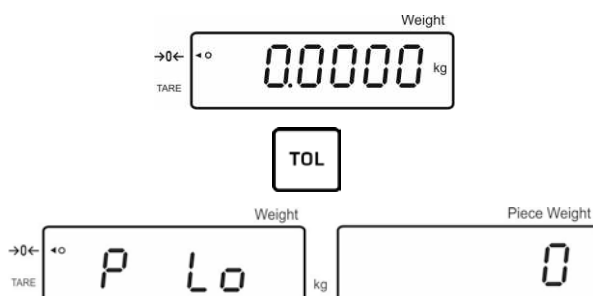 Weight
→0← ◄ o 0.0000 kg
TARE
TOL
Weight Piece Weight
→0← ◄ o P Lo 0
TARE kg